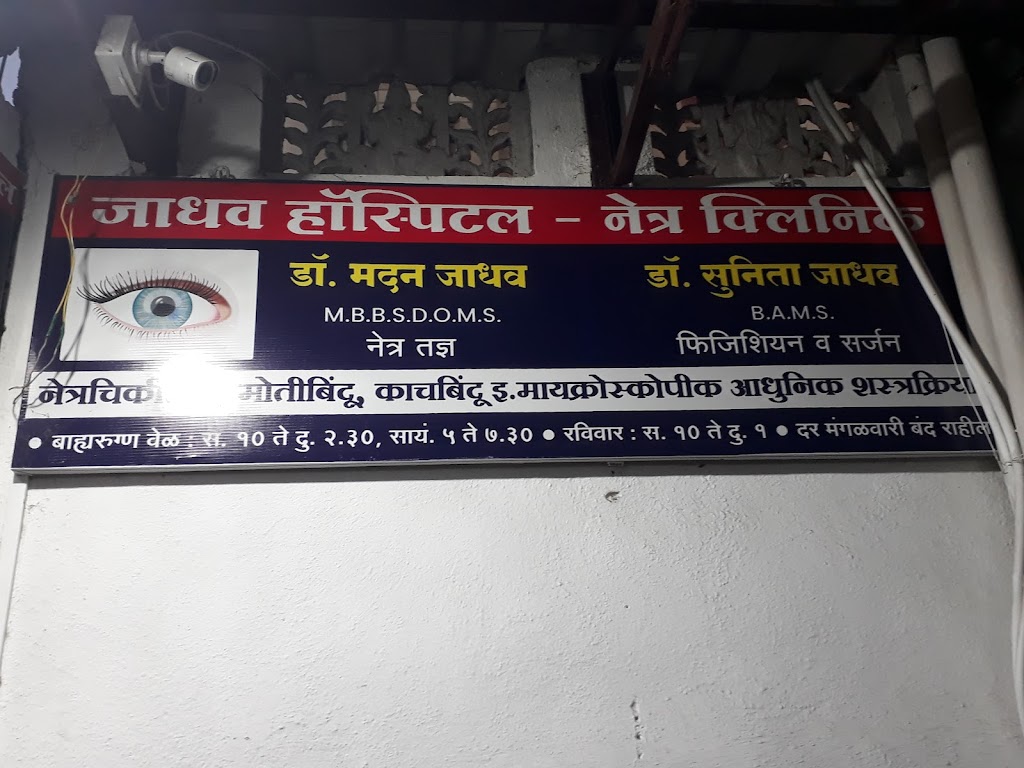 जाधव हॉस्पिटल - नेत्र क्लिनिक
डॉ. मदन जाधव
M.B.B.S.D.O.M.S.
नेत्र तज्ञ
डॉ. सुनिता जाधव
B.A.M.S.
फिजिशियन व सर्जन
मोतीबिंदू, काचबिंदू इ.मायक्रोस्कोपीक आधुनिक शस्त्रक्रिया
● बाह्यरुग्ण वेळ : स. १० ते दु. २.३०, सायं. ५ ते ७.३० ● रविवार : स. १० ते दु. १ ● दर मंगळवारी बंद राहील